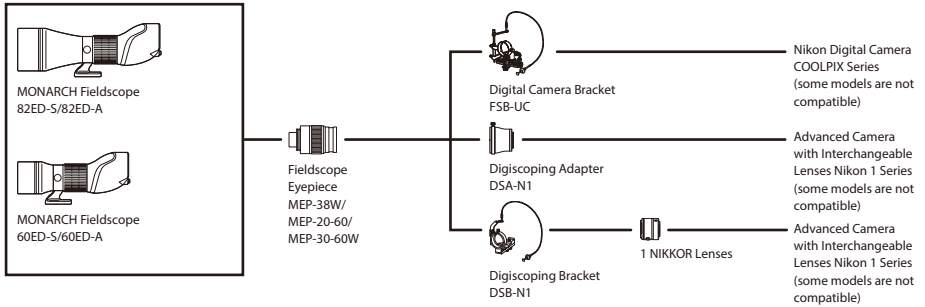 MONARCH Fieldscope
82ED-S/82ED-A
MONARCH Fieldscope
60ED-S/60ED-A
Fieldscope
Eyepiece
MEP-38W/
MEP-20-60/
MEP-30-60W
Digital Camera Bracket
FSB-UC
Digiscoping Adapter
DSA-N1
Digiscoping Bracket
DSB-N1
1 NIKKOR Lenses
Nikon Digital Camera
COOLPIX Series
(some models are not
compatible)
Advanced Camera
with Interchangeable
Lenses Nikon 1 Series
(some models are not
compatible)
Advanced Camera
with Interchangeable
Lenses Nikon 1 Series
(some models are not
compatible)